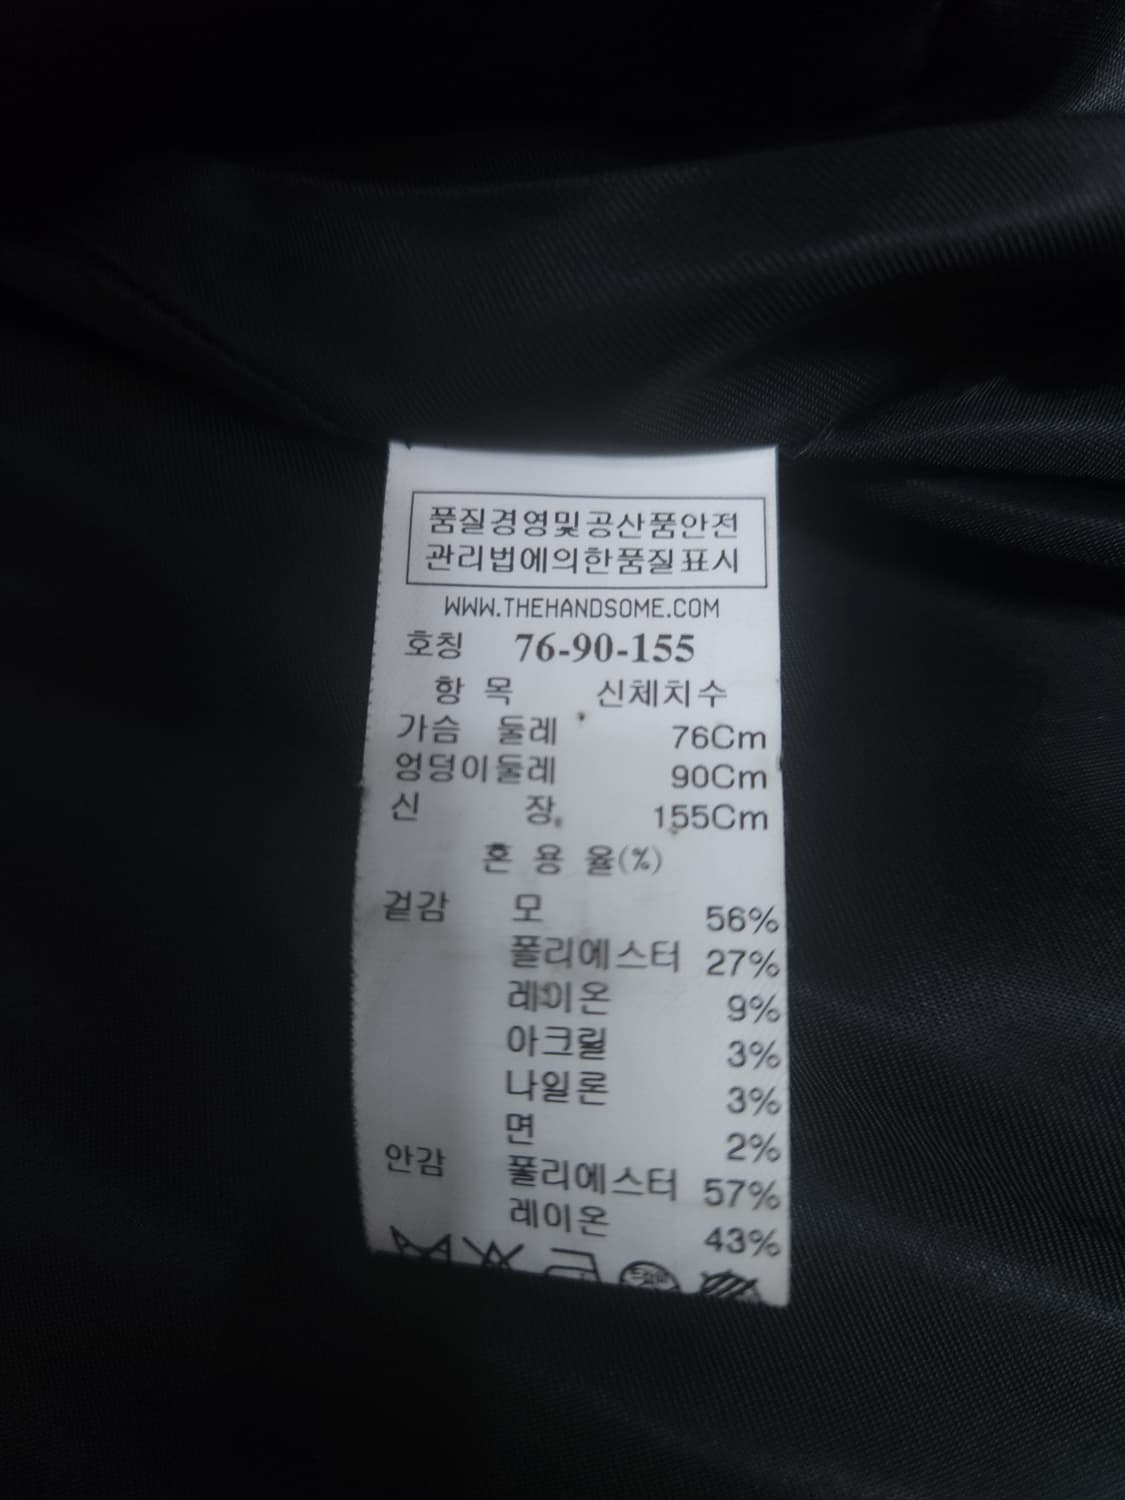 품질경영및공산품안전
관리법에의한품질표시
WWW.THEHANDSOME.COM
호칭 76-90-155
항 목 신체치수
가슴 둘레 76Cm
엉덩이둘레 90Cm
신 장 155Cm
혼 용 율(%)
겉감 모 56%
폴리에스터 27%
레이온 9%
아크릴 3%
나일론 3%
면 2%
안감 폴리에스터 57%
레이온 43%